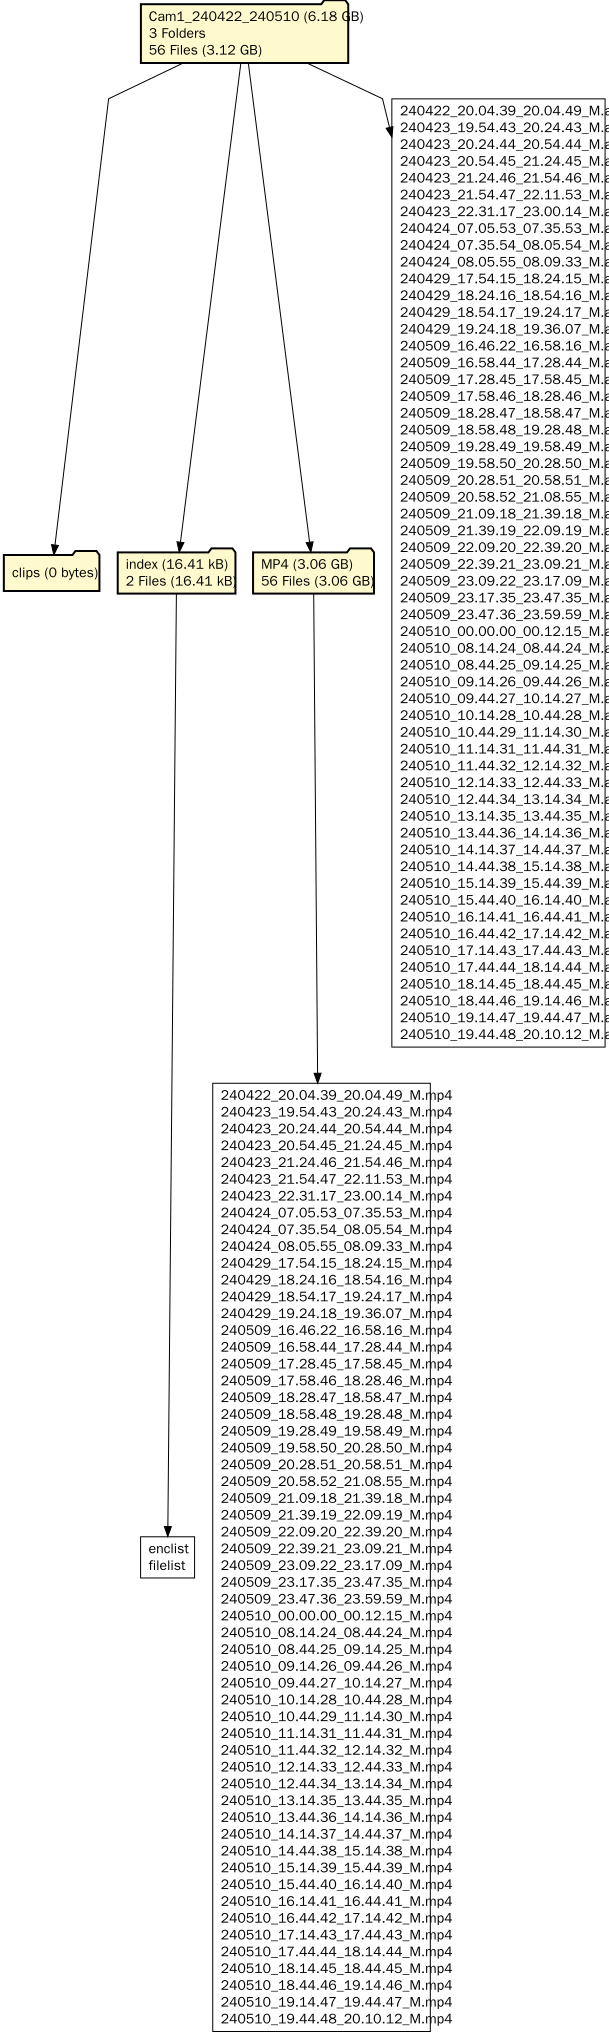 Cam1_240422_240510 (6.18 GB)
3 Folders
56 Files (3.12 GB)
240422_20.04.39_20.04.49_M.a
240423_19.54.43_20.24.43_M.a
240423_20.24.44_20.54.44_M.a
240423_20.54.45_21.24.45_M.a
240423_21.24.46_21.54.46_M.a
240423_21.54.47_22.11.53_M.a
240423_22.31.17_23.00.14_M.a
240424_07.05.53_07.35.53_M.a
240424_07.35.54_08.05.54_M.a
240424_08.05.55_08.09.33_M.a
240429_17.54.15_18.24.15_M.a
240429_18.24.16_18.54.16_M.a
240429_18.54.17_19.24.17_M.a
240429_19.24.18_19.36.07_M.a
240509_16.46.22_16.58.16_M.a
240509_16.58.44_17.28.44_M.a
240509_17.28.45_17.58.45_M.a
240509_17.58.46_18.28.46_M.a
240509_18.28.47_18.58.47_M.a
240509_18.58.48_19.28.48_M.a
240509_19.28.49_19.58.49_M.a
240509_19.58.50_20.28.50_M.a
240509_20.28.51_20.58.51_M.a
240509_20.58.52_21.08.55_M.a
240509_21.09.18_21.39.18_M.a
240509_21.39.19_22.09.19_M.a
240509_22.09.20_22.39.20_M.a
240509_22.39.21_23.09.21_M.a
240509_23.09.22_23.17.09_M.a
240509_23.17.35_23.47.35_M.a
240509_23.47.36_23.59.59_M.a
240510_00.00.00_00.12.15_M.a
240510_08.14.24_08.44.24_M.a
240510_08.44.25_09.14.25_M.a
240510_09.14.26_09.44.26_M.a
240510_09.44.27_10.14.27_M.a
240510_10.14.28_10.44.28_M.a
240510_10.44.29_11.14.30_M.a
240510_11.14.31_11.44.31_M.a
240510_11.44.32_12.14.32_M.a
240510_12.14.33_12.44.33_M.a
240510_12.44.34_13.14.34_M.a
240510_13.14.35_13.44.35_M.a
240510_13.44.36_14.14.36_M.a
240510_14.14.37_14.44.37_M.a
240510_14.44.38_15.14.38_M.a
240510_15.14.39_15.44.39_M.a
240510_15.44.40_16.14.40_M.a
240510_16.14.41_16.44.41_M.a
240510_16.44.42_17.14.42_M.a
240510_17.14.43_17.44.43_M.a
240510_17.44.44_18.14.44_M.a
240510_18.14.45_18.44.45_M.a
240510_18.44.46_19.14.46_M.a
240510_19.14.47_19.44.47_M.a
240510_19.44.48_20.10.12_M.a
clips (0 bytes)
index (16.41 kB)
2 Files (16.41 kB)
MP4 (3.06 GB)
56 Files (3.06 GB)
240422_20.04.39_20.04.49_M.mp4
240423_19.54.43_20.24.43_M.mp4
240423_20.24.44_20.54.44_M.mp4
240423_20.54.45_21.24.45_M.mp4
240423_21.24.46_21.54.46_M.mp4
240423_21.54.47_22.11.53_M.mp4
240423_22.31.17_23.00.14_M.mp4
240424_07.05.53_07.35.53_M.mp4
240424_07.35.54_08.05.54_M.mp4
240424_08.05.55_08.09.33_M.mp4
240429_17.54.15_18.24.15_M.mp4
240429_18.24.16_18.54.16_M.mp4
240429_18.54.17_19.24.17_M.mp4
240429_19.24.18_19.36.07_M.mp4
240509_16.46.22_16.58.16_M.mp4
240509_16.58.44_17.28.44_M.mp4
240509_17.28.45_17.58.45_M.mp4
240509_17.58.46_18.28.46_M.mp4
240509_18.28.47_18.58.47_M.mp4
240509_18.58.48_19.28.48_M.mp4
240509_19.28.49_19.58.49_M.mp4
240509_19.58.50_20.28.50_M.mp4
240509_20.28.51_20.58.51_M.mp4
240509_20.58.52_21.08.55_M.mp4
240509_21.09.18_21.39.18_M.mp4
240509_21.39.19_22.09.19_M.mp4
240509_22.09.20_22.39.20_M.mp4
240509_22.39.21_23.09.21_M.mp4
240509_23.09.22_23.17.09_M.mp4
240509_23.17.35_23.47.35_M.mp4
240509_23.47.36_23.59.59_M.mp4
240510_00.00.00_00.12.15_M.mp4
240510_08.14.24_08.44.24_M.mp4
240510_08.44.25_09.14.25_M.mp4
240510_09.14.26_09.44.26_M.mp4
240510_09.44.27_10.14.27_M.mp4
240510_10.14.28_10.44.28_M.mp4
240510_10.44.29_11.14.30_M.mp4
240510_11.14.31_11.44.31_M.mp4
240510_11.44.32_12.14.32_M.mp4
240510_12.14.33_12.44.33_M.mp4
240510_12.44.34_13.14.34_M.mp4
240510_13.14.35_13.44.35_M.mp4
240510_13.44.36_14.14.36_M.mp4
240510_14.14.37_14.44.37_M.mp4
240510_14.44.38_15.14.38_M.mp4
240510_15.14.39_15.44.39_M.mp4
240510_15.44.40_16.14.40_M.mp4
240510_16.14.41_16.44.41_M.mp4
240510_16.44.42_17.14.42_M.mp4
240510_17.14.43_17.44.43_M.mp4
240510_17.44.44_18.14.44_M.mp4
240510_18.14.45_18.44.45_M.mp4
240510_18.44.46_19.14.46_M.mp4
240510_19.14.47_19.44.47_M.mp4
240510_19.44.48_20.10.12_M.mp4
enclist
filelist